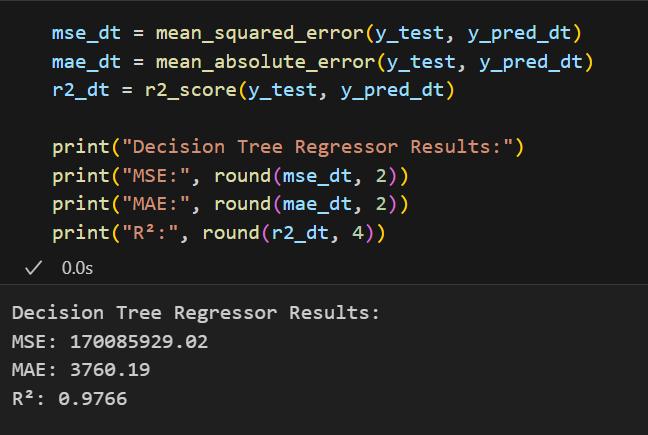 mse_dt = mean_squared_error(y_test, y_pred_dt)
mae_dt = mean_absolute_error(y_test, y_pred_dt)
r2_dt = r2_score(y_test, y_pred_dt)
print("Decision Tree Regressor Results:")
print("MSE:", round(mse_dt, 2))
print("MAE:", round(mae_dt, 2))
print("R²:", round(r2_dt, 4))
0.0s
Decision Tree Regressor Results:
MSE: 170085929.02
MAE: 3760.19
R²: 0.9766